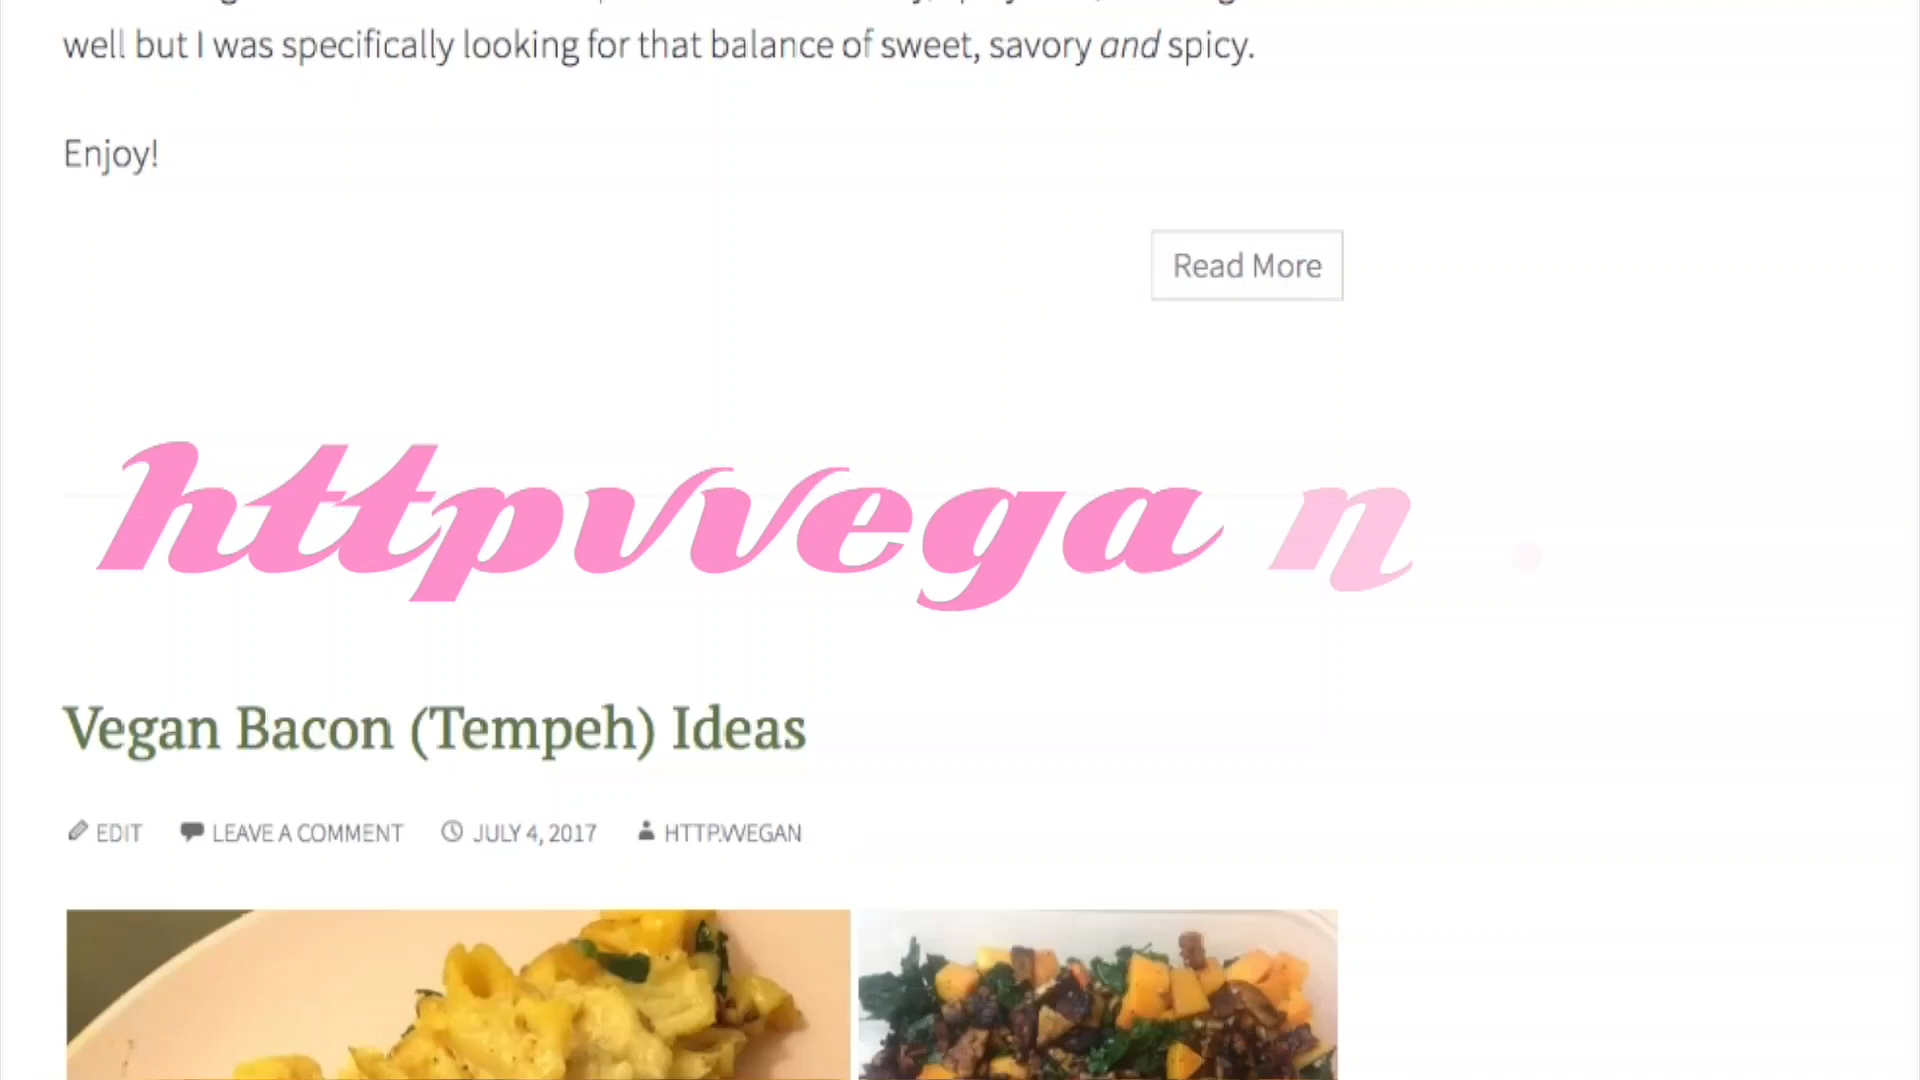 well but I was specifically looking for that balance of sweet, savory and spicy.
Enjoy!
Read More
httpvvegan.
Vegan Bacon (Tempeh) Ideas
EDIT LEAVE A COMMENT JULY 4, 2017 HTTPVVEGAN